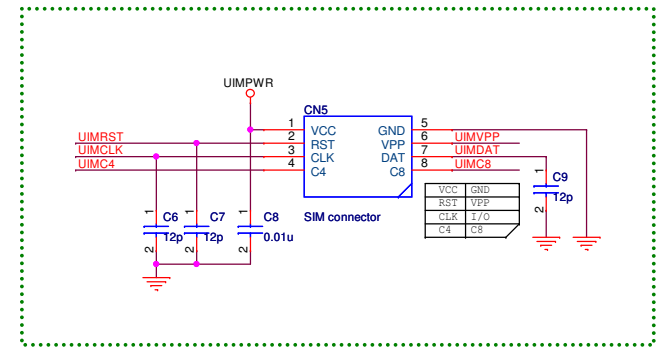 UIMPWR
CN5
1 VCC GND 5
UIMRST 2 RST VPP 6 UIMVPP
UIMCLK 3 CLK DAT 7 UIMDAT
UIMC4 4 C4 C8 8 UIMC8
SIM connector
VCC GND
RST VPP
CLK I/O
C4 C8
1 C9 12p 2
1 C6 12p 2
1 C7 12p 2
1 C8 0.01u 2